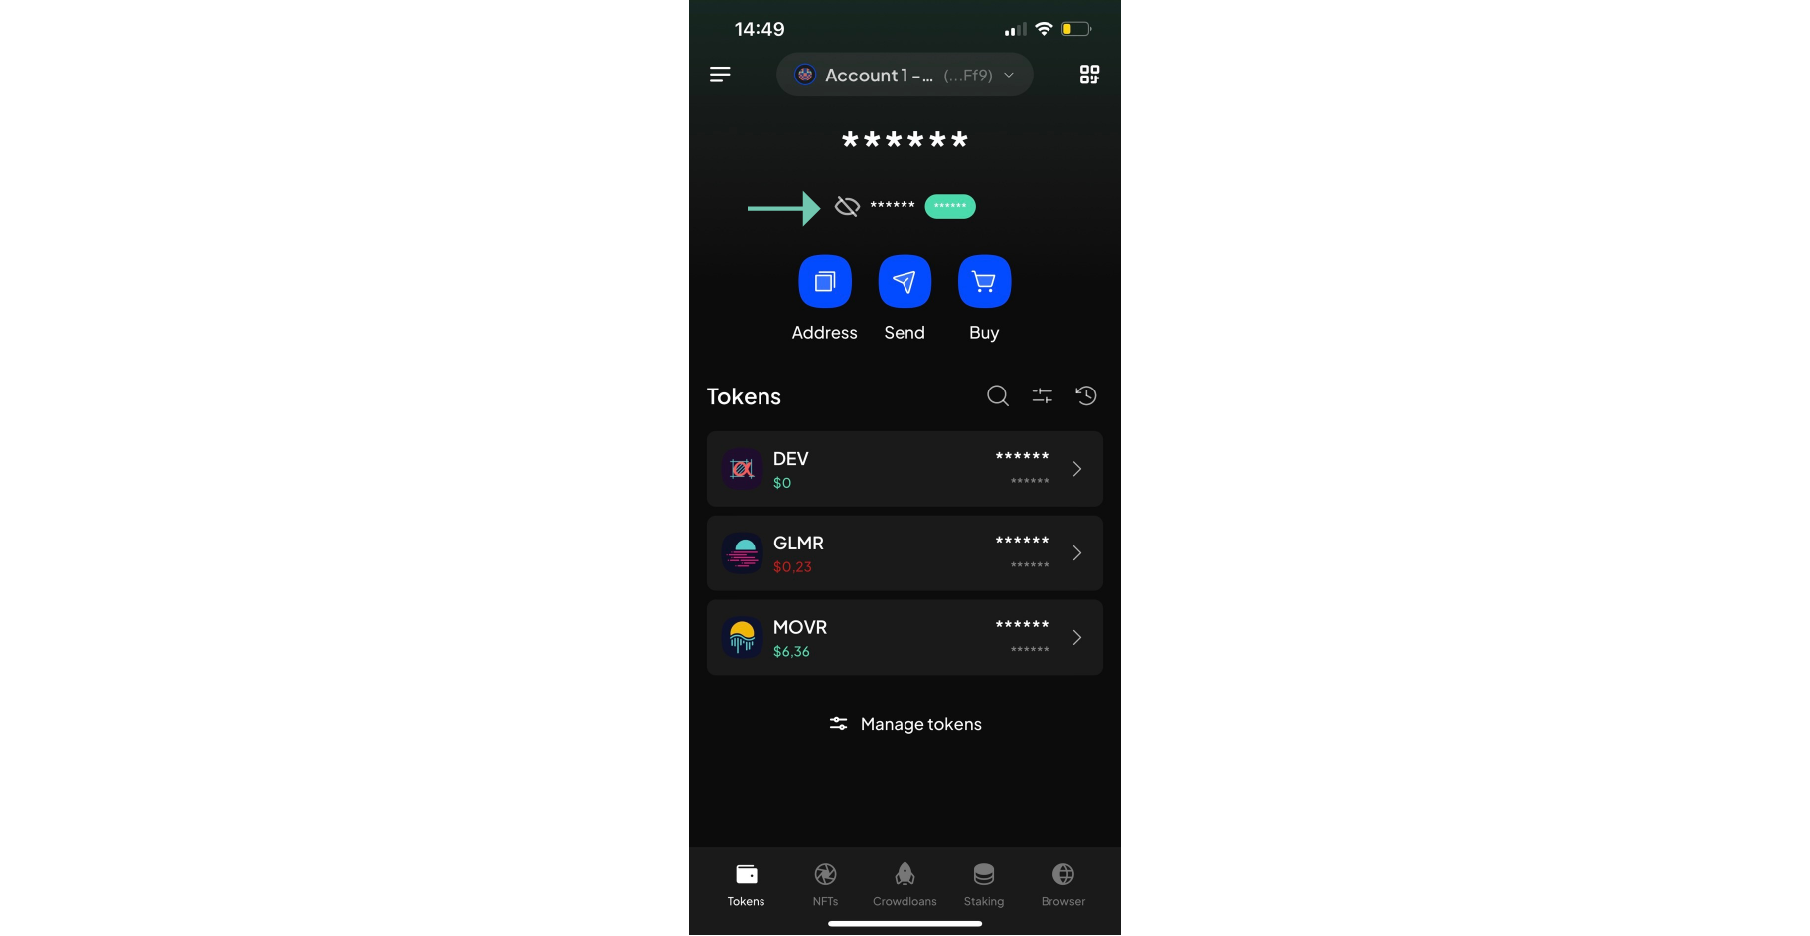 14:49
Account 1 –... (...Ff9)
******
****** ******
Address Send Buy
Tokens
DEV ******
$0 ******
GLMR ******
$0,23 ******
MOVR ******
$6,36 ******
Manage tokens
Tokens NFTs Crowdloans Staking Browser